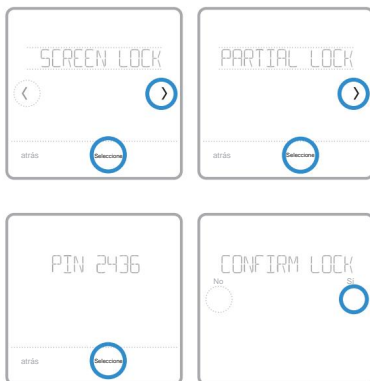 SCREEN LOCK
atrás
Seleccione
PARTIAL LOCK
atrás
Seleccione
PIN 2436
atrás
Seleccione
CONFIRM LOCK
No
Sí